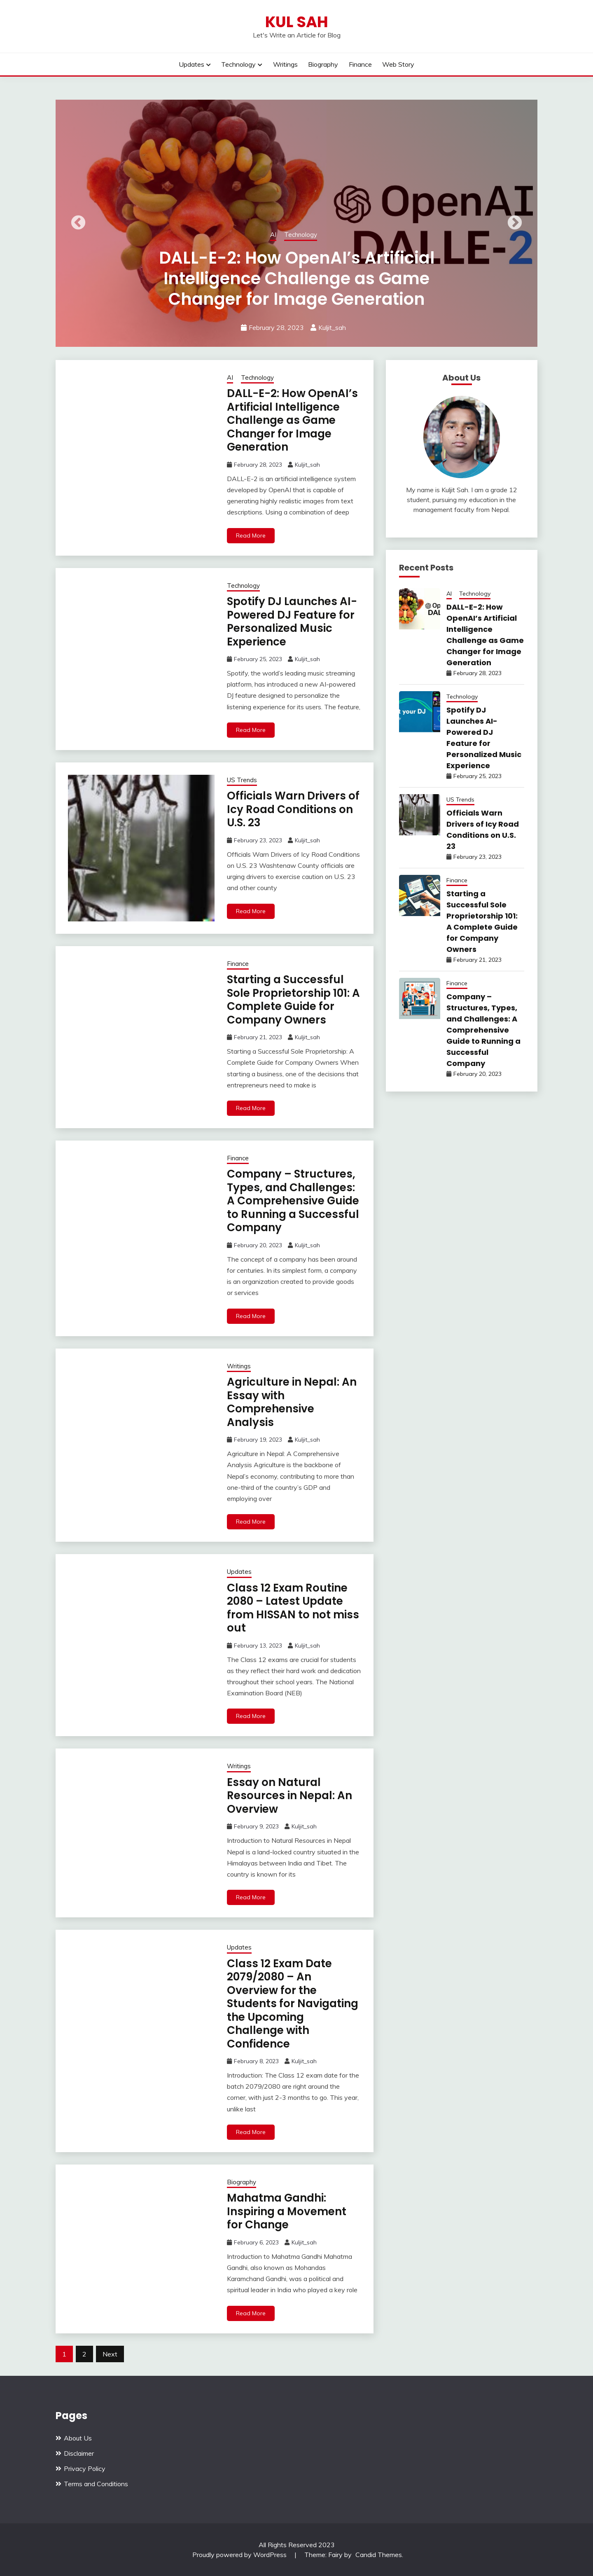 KUL SAH
Let's Write an Article for Blog
Updates
Technology
Writings
Biography
Finance
Web Story
OpenAI
DALLE-2:
AI
Technology
DALL-E-2: How OpenAI's Artificial
Intelligence Challenge as Game
Changer for Image Generation
February 28, 2023
Kuljit_sah
AI
Technology
DALL-E-2: How OpenAI's
Artificial Intelligence
Challenge as Game
Changer for Image
Generation
February 28, 2023
Kuljit_sah
DALL-E-2 is an artificial intelligence system
developed by OpenAI that is capable of
generating highly realistic images from text
descriptions. Using a combination of deep
Read More
Technology
Spotify DJ Launches AI-
Powered DJ Feature for
Personalized Music
Experience
February 25, 2023
Kuljit_sah
Spotify, the world's leading music streaming
platform, has introduced a new AI-powered
DJ feature designed to personalize the
listening experience for its users. The feature,
Read More
US Trends
Officials Warn Drivers of
Icy Road Conditions on
U.S. 23
February 23, 2023
Kuljit_sah
Officials Warn Drivers of Icy Road Conditions
on U.S. 23 Washtenaw County officials are
urging drivers to exercise caution on U.S. 23
and other county
Read More
Finance
Starting a Successful
Sole Proprietorship 101: A
Complete Guide for
Company Owners
February 21, 2023
Kuljit_sah
Starting a Successful Sole Proprietorship: A
Complete Guide for Company Owners When
starting a business, one of the decisions that
entrepreneurs need to make is
Read More
Finance
Company – Structures,
Types, and Challenges:
A Comprehensive Guide
to Running a Successful
Company
February 20, 2023
Kuljit_sah
The concept of a company has been around
for centuries. In its simplest form, a company
is an organization created to provide goods
or services
Read More
Writings
Agriculture in Nepal: An
Essay with
Comprehensive
Analysis
February 19, 2023
Kuljit_sah
Agriculture in Nepal: A Comprehensive
Analysis Agriculture is the backbone of
Nepal's economy, contributing to more than
one-third of the country's GDP and
employing over
Read More
Updates
Class 12 Exam Routine
2080 – Latest Update
from HISSAN to not miss
out
February 13, 2023
Kuljit_sah
The Class 12 exams are crucial for students
as they reflect their hard work and dedication
throughout their school years. The National
Examination Board (NEB)
Read More
Writings
Essay on Natural
Resources in Nepal: An
Overview
February 9, 2023
Kuljit_sah
Introduction to Natural Resources in Nepal
Nepal is a land-locked country situated in the
Himalayas between India and Tibet. The
country is known for its
Read More
Updates
Class 12 Exam Date
2079/2080 – An
Overview for the
Students for Navigating
the Upcoming
Challenge with
Confidence
February 8, 2023
Kuljit_sah
Introduction: The Class 12 exam date for the
batch 2079/2080 are right around the
corner, with just 2-3 months to go. This year,
unlike last
Read More
Biography
Mahatma Gandhi:
Inspiring a Movement
for Change
February 6, 2023
Kuljit_sah
Introduction to Mahatma Gandhi Mahatma
Gandhi, also known as Mohandas
Karamchand Gandhi, was a political and
spiritual leader in India who played a key role
Read More
1
2
Next
About Us
My name is Kuljit Sah. I am a grade 12
student, pursuing my education in the
management faculty from Nepal.
Recent Posts
AI
Technology
DALL-E-2: How
OpenAI's Artificial
Intelligence
Challenge as Game
Changer for Image
Generation
February 28, 2023
your DJ
Technology
Spotify DJ
Launches AI-
Powered DJ
Feature for
Personalized Music
Experience
February 25, 2023
US Trends
Officials Warn
Drivers of Icy Road
Conditions on U.S.
23
February 23, 2023
Finance
Starting a
Successful Sole
Proprietorship 101:
A Complete Guide
for Company
Owners
February 21, 2023
Finance
Company –
Structures, Types,
and Challenges: A
Comprehensive
Guide to Running a
Successful
Company
February 20, 2023
Pages
About Us
Disclaimer
Privacy Policy
Terms and Conditions
All Rights Reserved 2023
Proudly powered by WordPress | Theme: Fairy by Candid Themes.